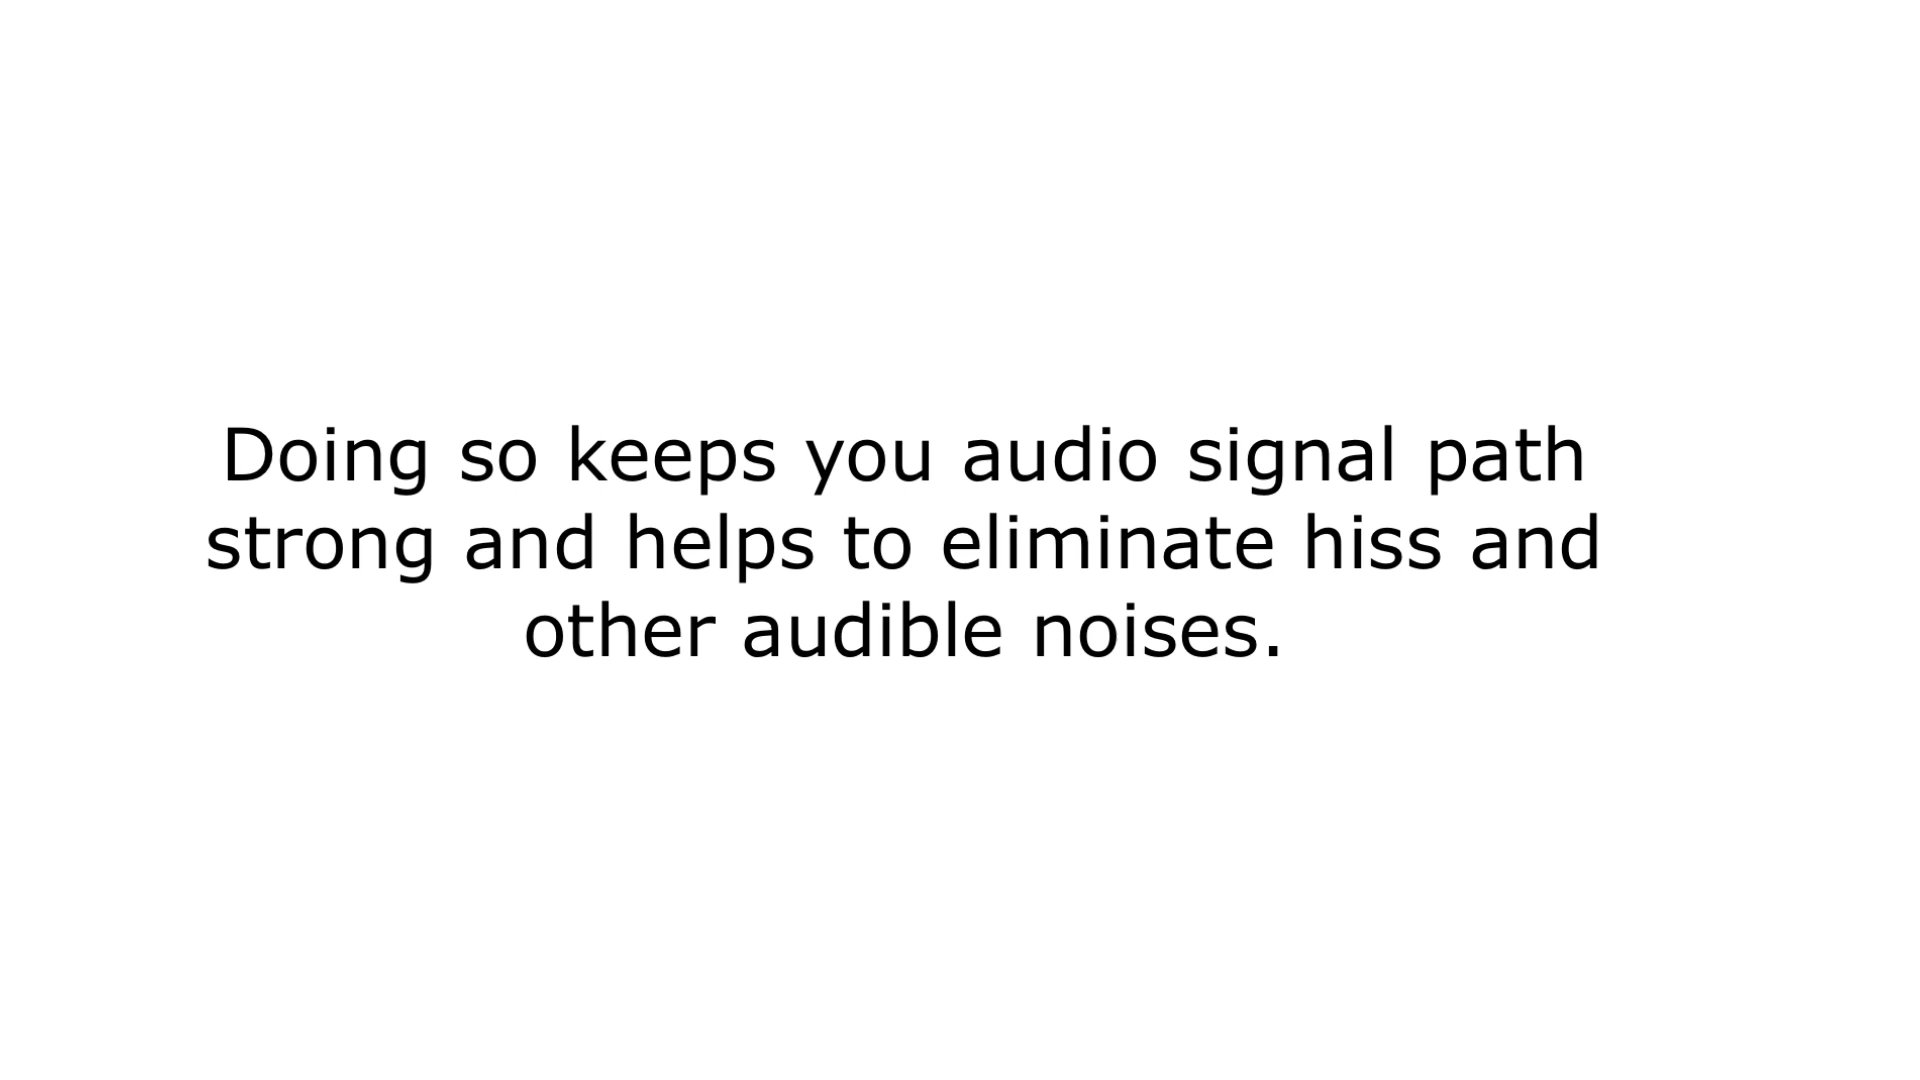 Doing so keeps you audio signal path
strong and helps to eliminate hiss and
other audible noises.